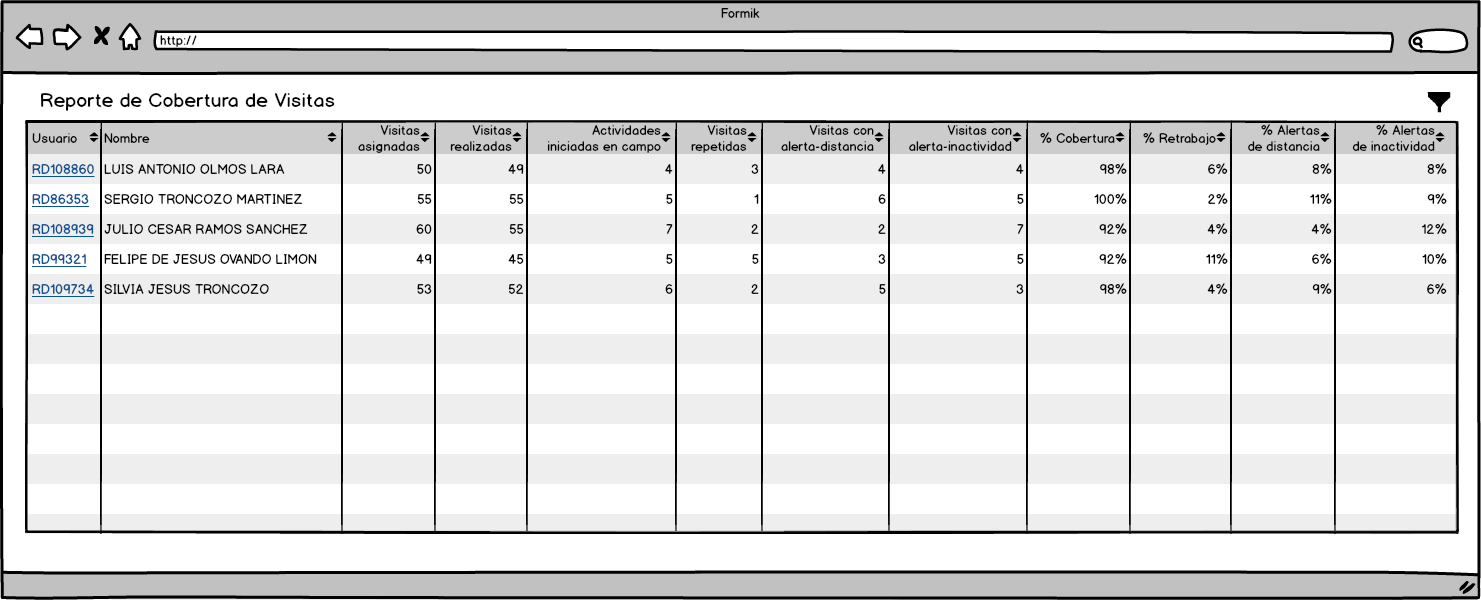 Formik
http://
Reporte de Cobertura de Visitas
Usuario Nombre Visitas asignadas Visitas realizadas Actividades iniciadas en campo Visitas repetidas Visitas con alerta-distancia Visitas con alerta-inactividad % Cobertura % Retrabajo % Alertas de distancia % Alertas de inactividad
RD108860 LUIS ANTONIO OLMOS LARA 50 49 4 3 4 4 98% 6% 8% 8%
RD86353 SERGIO TRONCOZO MARTINEZ 55 55 5 1 6 5 100% 2% 11% 9%
RD108939 JULIO CESAR RAMOS SANCHEZ 60 55 7 2 2 7 92% 4% 4% 12%
RD99321 FELIPE DE JESUS OVANDO LIMON 49 45 5 5 3 5 92% 11% 6% 10%
RD109734 SILVIA JESUS TRONCOZO 53 52 6 2 5 3 98% 4% 9% 6%